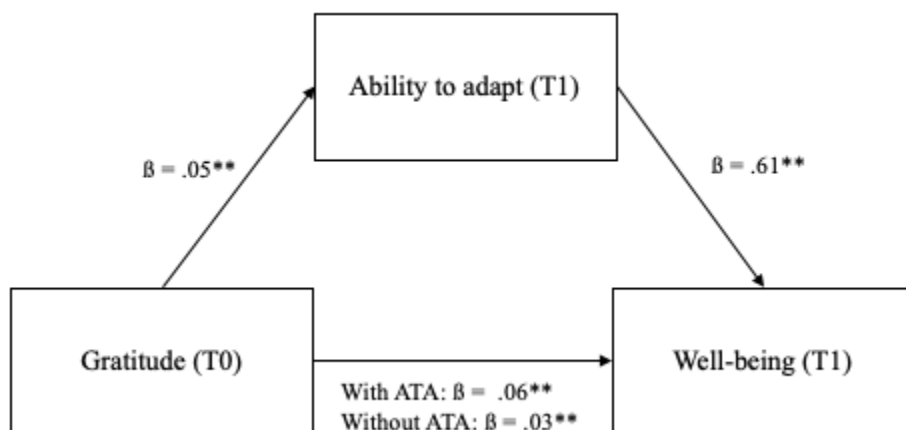 Ability to adapt (T1)
ß = .05**
ß = .61**
Gratitude (T0)
Well-being (T1)
With ATA: ß =  .06**
Without ATA: ß = .03**